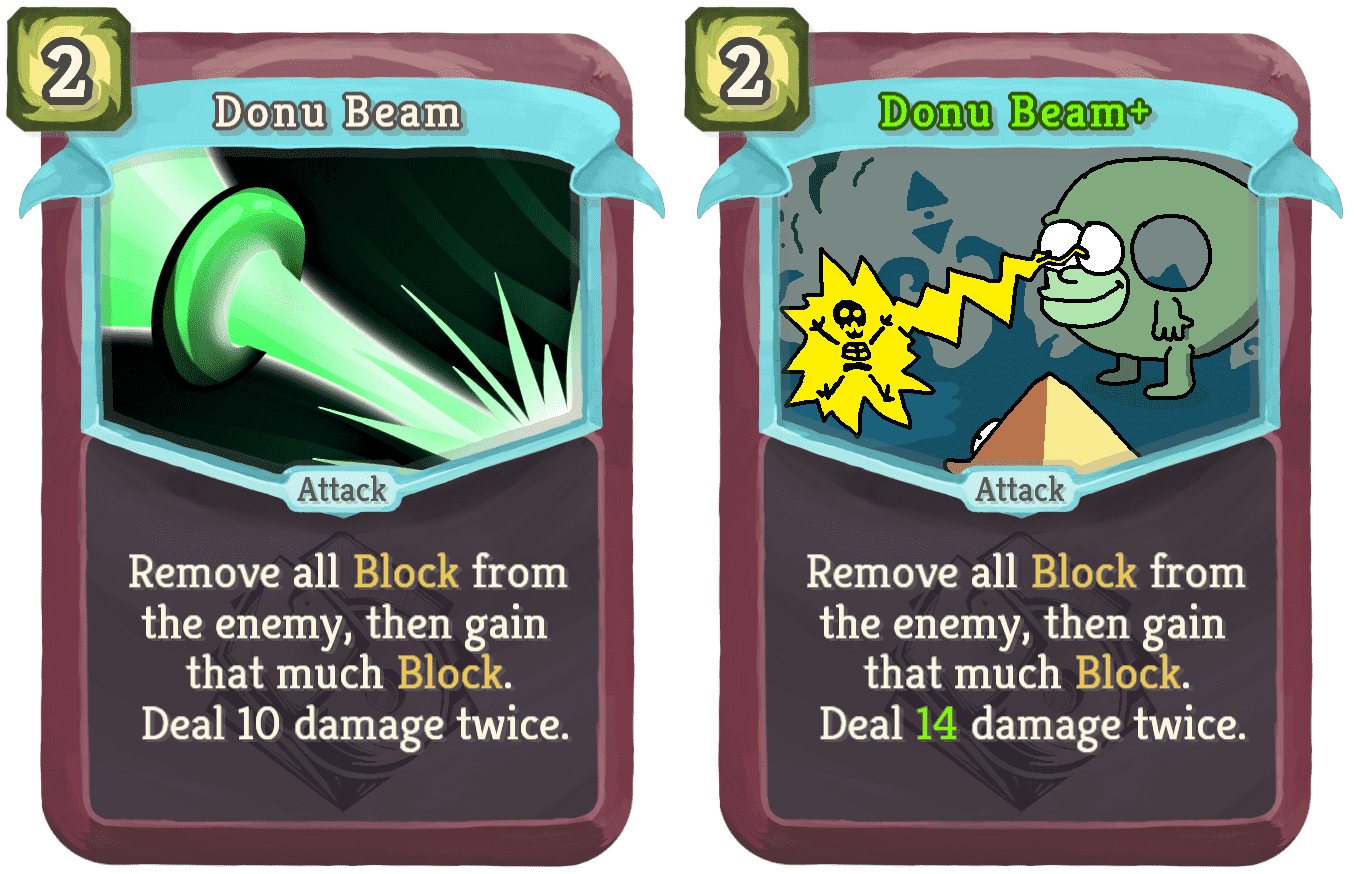 2
Donu Beam
Attack
Remove all Block from
the enemy, then gain
that much Block.
Deal 10 damage twice.
2
Donu Beam+
Attack
Remove all Block from
the enemy, then gain
that much Block.
Deal 14 damage twice.